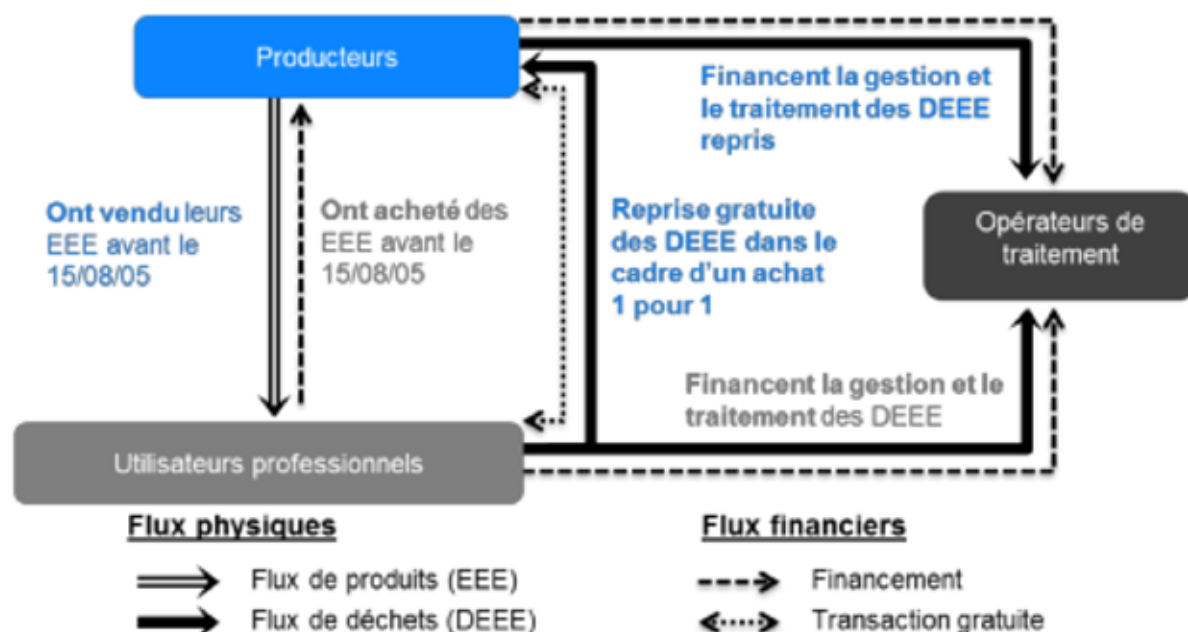 Producteurs
Financent la gestion et
le traitement des DEEE
repris
Ont vendu leurs
EEE avant le
15/08/05
Ont acheté des
EEE avant le
15/08/05
Reprise gratuite
des DEEE dans le
cadre d'un achat
1 pour 1
Opérateurs de
traitement
Financent la gestion et le
traitement des DEEE
Utilisateurs professionnels
Flux physiques
Flux de produits (EEE)
Flux de déchets (DEEE)
Flux financiers
Financement
Transaction gratuite